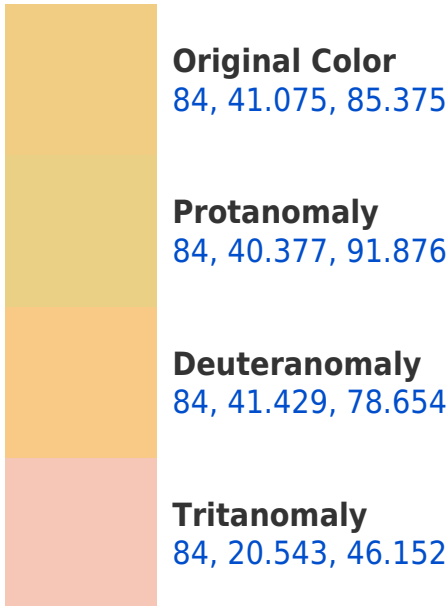 Original Color
84, 41.075, 85.375
Protanomaly
84, 40.377, 91.876
Deuteranomaly
84, 41.429, 78.654
Tritanomaly
84, 20.543, 46.152